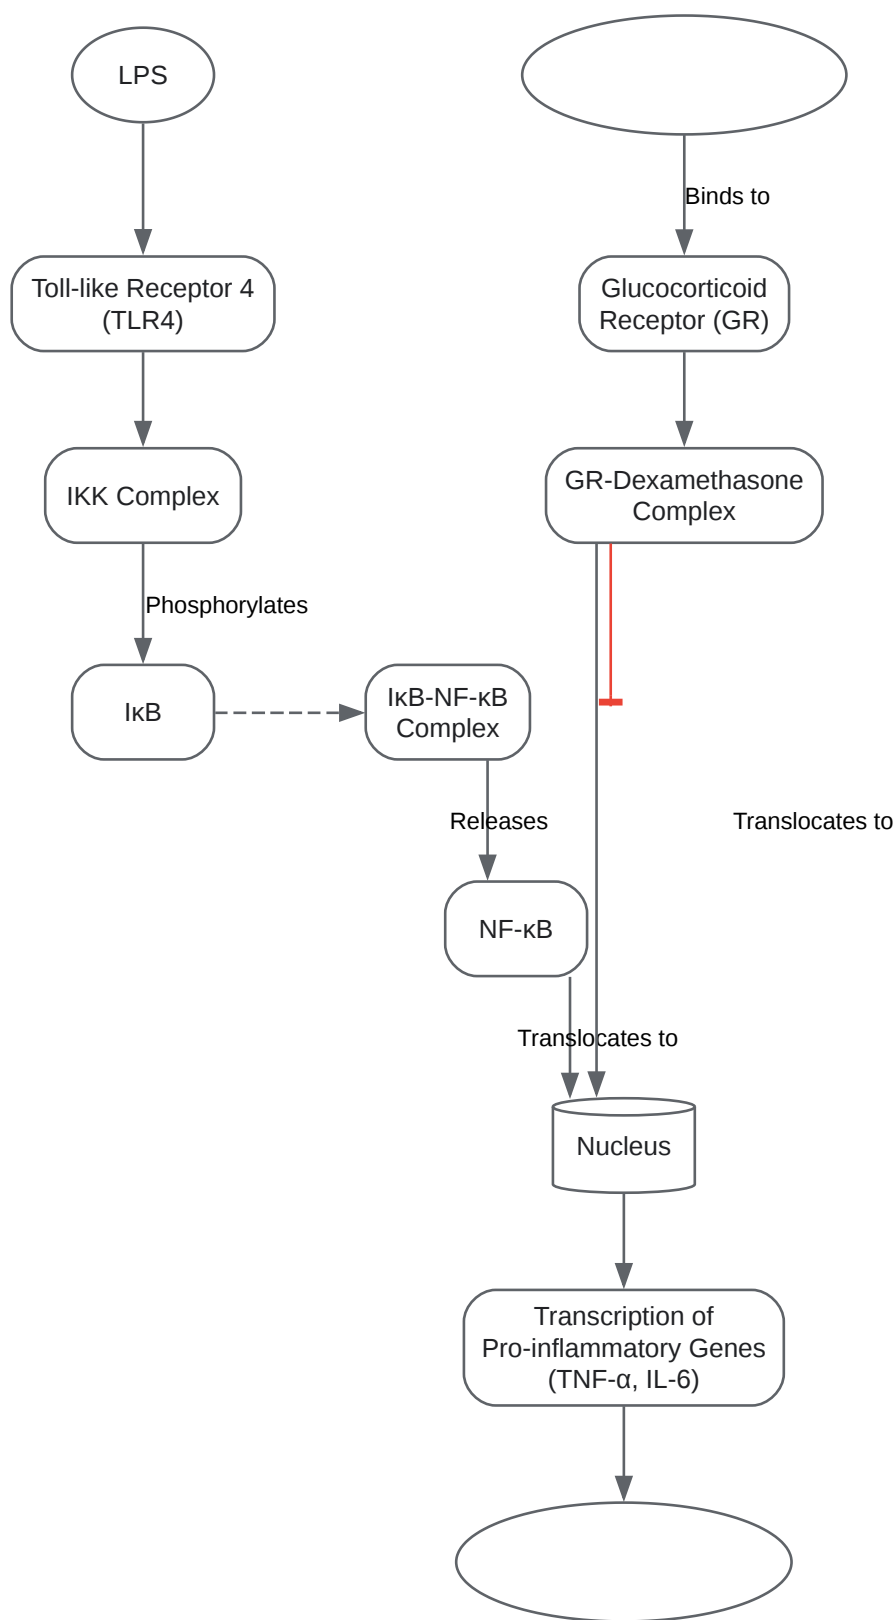 LPS
Binds to
Toll-like Receptor 4
(TLR4)
Glucocorticoid
Receptor (GR)
IKK Complex
GR-Dexamethasone
Complex
Phosphorylates
IκB
IκB-NF-κB
Complex
Releases
Translocates to
NF-κB
Translocates to
Nucleus
Transcription of
Pro-inflammatory Genes
(TNF-α, IL-6)